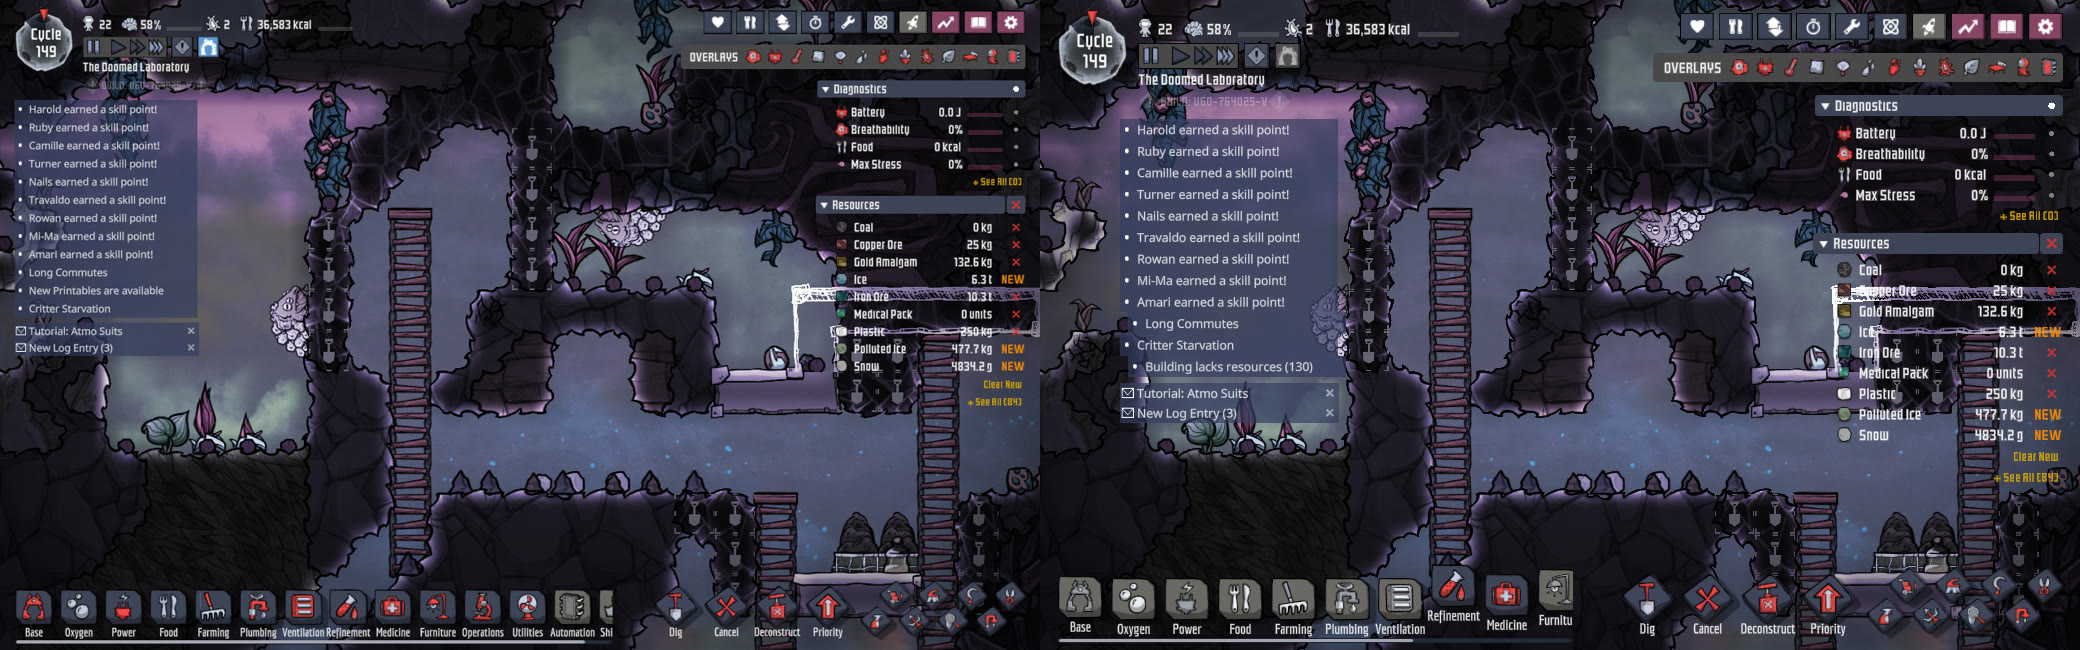 Cycle
149
22
58%
2
36,583 kcal
The Doomed Laboratory
BUILD: U60-764025-V
Harold earned a skill point!
Ruby earned a skill point!
Camille earned a skill point!
Turner earned a skill point!
Nails earned a skill point!
Travaldo earned a skill point!
Rowan earned a skill point!
Mi-Ma earned a skill point!
Amari earned a skill point!
Long Commutes
New Printables are available
Critter Starvation
Tutorial: Atmo Suits
New Log Entry (3)
OVERLAYS
Diagnostics
Battery 0.0 J
Breathability 0%
Food 0 kcal
Max Stress 0%
+ See All (0)
Resources
Coal 0 kg
Copper Ore 25 kg
Gold Amalgam 132.6 kg
Ice 6.3 t NEW
Iron Ore 10.3 t
Medical Pack 0 units
Plastic 250 kg
Polluted Ice 477.7 kg NEW
Snow 4834.2 g NEW
Clear New
+ See All (84)
Base Oxygen Power Food Farming Plumbing Ventilation Refinement Medicine Furniture Operations Utilities Automation Shi
Dig Cancel Deconstruct Priority
Cycle
149
22
58%
2
36,583 kcal
The Doomed Laboratory
BUILD: U60-764025-V
Harold earned a skill point!
Ruby earned a skill point!
Camille earned a skill point!
Turner earned a skill point!
Nails earned a skill point!
Travaldo earned a skill point!
Rowan earned a skill point!
Mi-Ma earned a skill point!
Amari earned a skill point!
Long Commutes
Critter Starvation
Building lacks resources (130)
Tutorial: Atmo Suits
New Log Entry (3)
OVERLAYS
Diagnostics
Battery 0.0 J
Breathability 0%
Food 0 kcal
Max Stress 0%
+ See All (0)
Resources
Coal 0 kg
Copper Ore 25 kg
Gold Amalgam 132.6 kg
Ice 6.3 t NEW
Iron Ore 10.3 t
Medical Pack 0 units
Plastic 250 kg
Polluted Ice 477.7 kg NEW
Snow 4834.2 g NEW
Clear New
+ See All (84)
Base Oxygen Power Food Farming Plumbing Ventilation Refinement Medicine Furnitu
Dig Cancel Deconstruct Priority